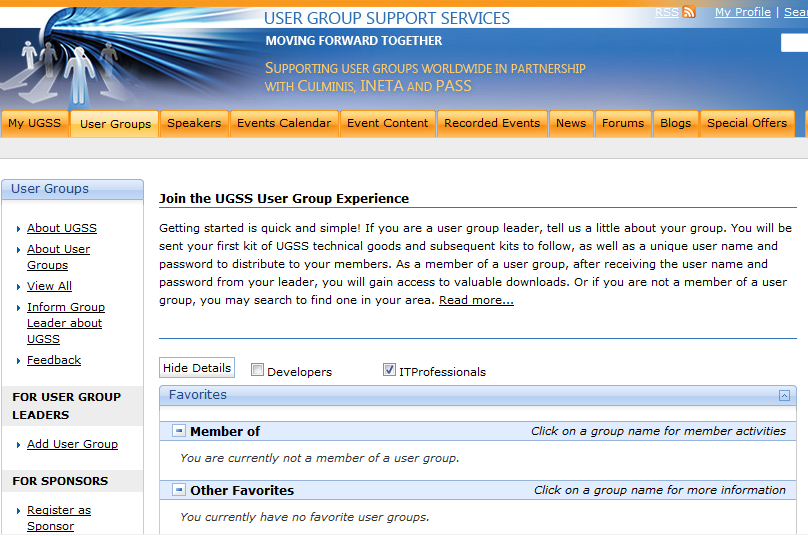 USER GROUP SUPPORT SERVICES
RSS
My Profile | Sea
MOVING FORWARD TOGETHER
SUPPORTING USER GROUPS WORLDWIDE IN PARTNERSHIP
WITH CULMINIS, INETA AND PASS
My UGSS
User Groups
Speakers
Events Calendar
Event Content
Recorded Events
News
Forums
Blogs
Special Offers
User Groups
About UGSS
About User
Groups
View All
Inform Group
Leader about
UGSS
Feedback
FOR USER GROUP
LEADERS
Add User Group
FOR SPONSORS
Register as
Sponsor
Join the UGSS User Group Experience
Getting started is quick and simple! If you are a user group leader, tell us a little about your group. You will be
sent your first kit of UGSS technical goods and subsequent kits to follow, as well as a unique user name and
password to distribute to your members. As a member of a user group, after receiving the user name and
password from your leader, you will gain access to valuable downloads. Or if you are not a member of a user
group, you may search to find one in your area. Read more...
Hide Details
Developers
ITProfessionals
Favorites
Member of
Click on a group name for member activities
You are currently not a member of a user group.
Other Favorites
Click on a group name for more information
You currently have no favorite user groups.